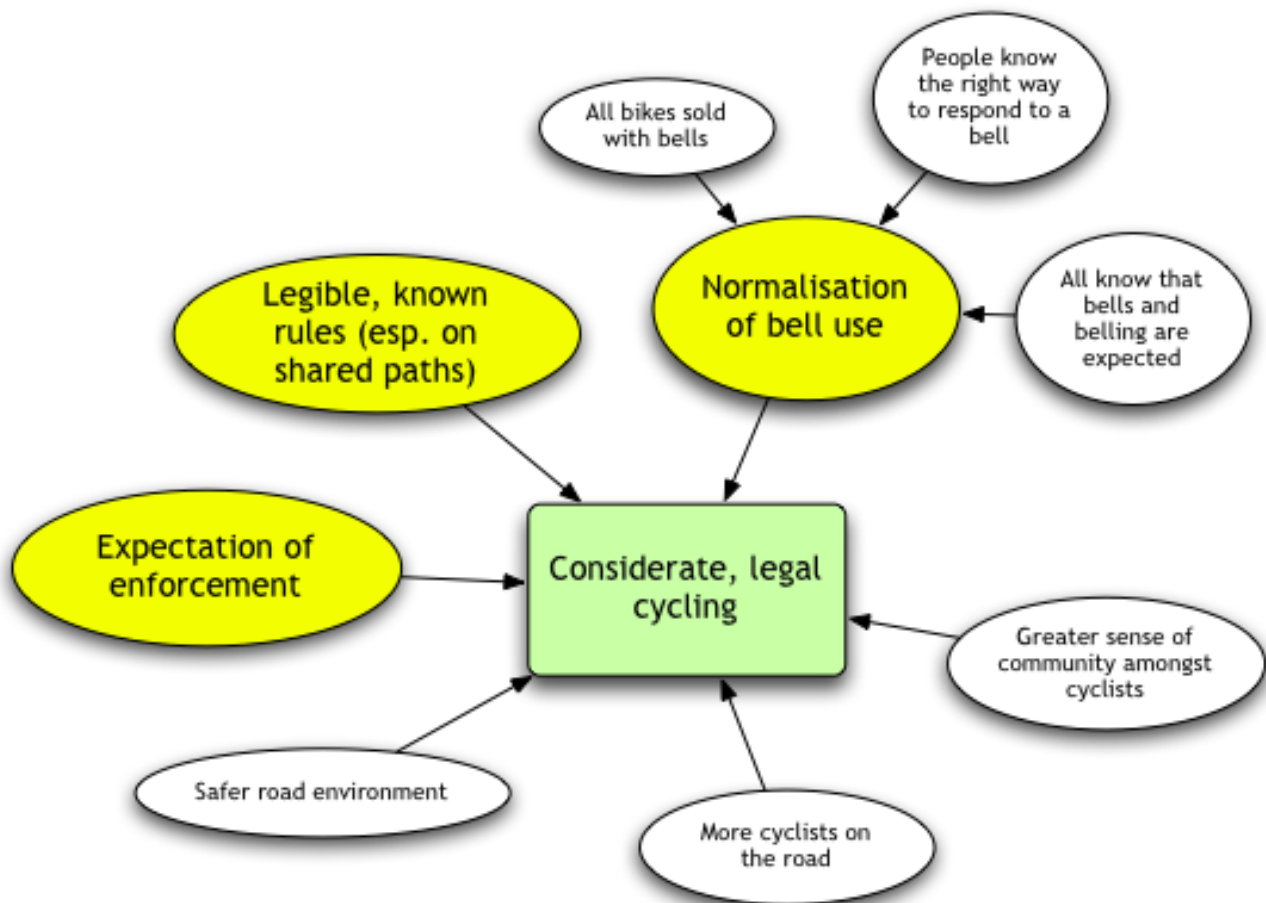 People know
the right way
to respond to a
bell
All bikes sold
with bells
Legible, known
rules (esp. on
shared paths)
Normalisation
of bell use
All know that
bells and
belling are
expected
Expectation of
enforcement
Considerate, legal
cycling
Greater sense of
community amongst
cyclists
Safer road environment
More cyclists on
the road